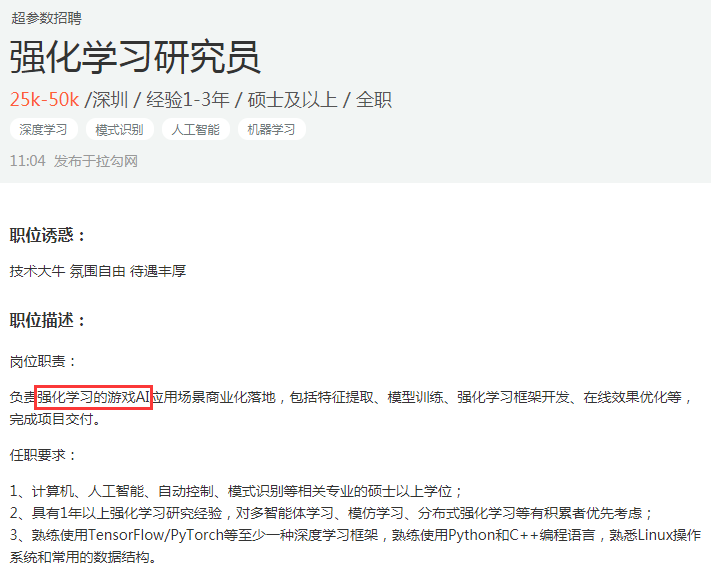 超参数招聘
强化学习研究员
25k-50k /深圳 / 经验1-3年 / 硕士及以上 / 全职
深度学习 模式识别 人工智能 机器学习
11:04 发布于拉勾网
职位诱惑：
技术大牛 氛围自由 待遇丰厚
职位描述：
岗位职责：
负责强化学习的游戏AI应用场景商业化落地，包括特征提取、模型训练、强化学习框架开发、在线效果优化等，
完成项目交付。
任职要求：
1、计算机、人工智能、自动控制、模式识别等相关专业的硕士以上学位；
2、具有1年以上强化学习研究经验，对多智能体学习、模仿学习、分布式强化学习等有积累者优先考虑；
3、熟练使用TensorFlow/PyTorch等至少一种深度学习框架，熟练使用Python和C++编程语言，熟悉Linux操作
系统和常用的数据结构。